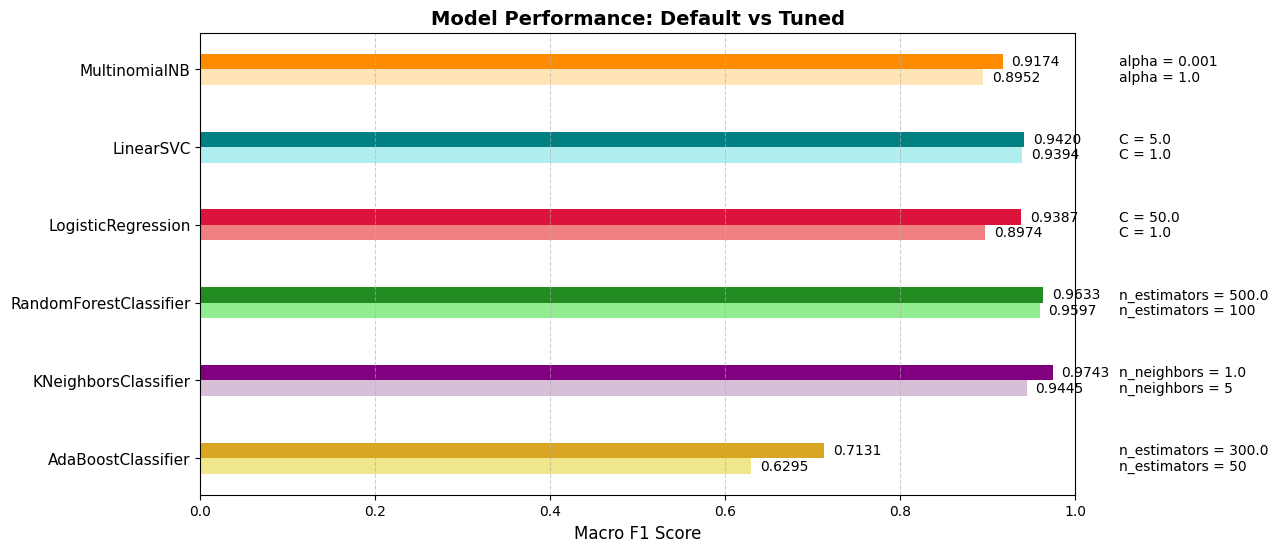 Model Performance: Default vs Tuned
MultinomialNB
0.9174
alpha = 0.001
0.8952
alpha = 1.0
LinearSVC
0.9420
C = 5.0
0.9394
C = 1.0
LogisticRegression
0.9387
C = 50.0
0.8974
C = 1.0
RandomForestClassifier
0.9633
n_estimators = 500.0
0.9597
n_estimators = 100
KNeighborsClassifier
0.9743
n_neighbors = 1.0
0.9445
n_neighbors = 5
AdaBoostClassifier
0.7131
n_estimators = 300.0
0.6295
n_estimators = 50
0.0 0.2 0.4 0.6 0.8 1.0
Macro F1 Score